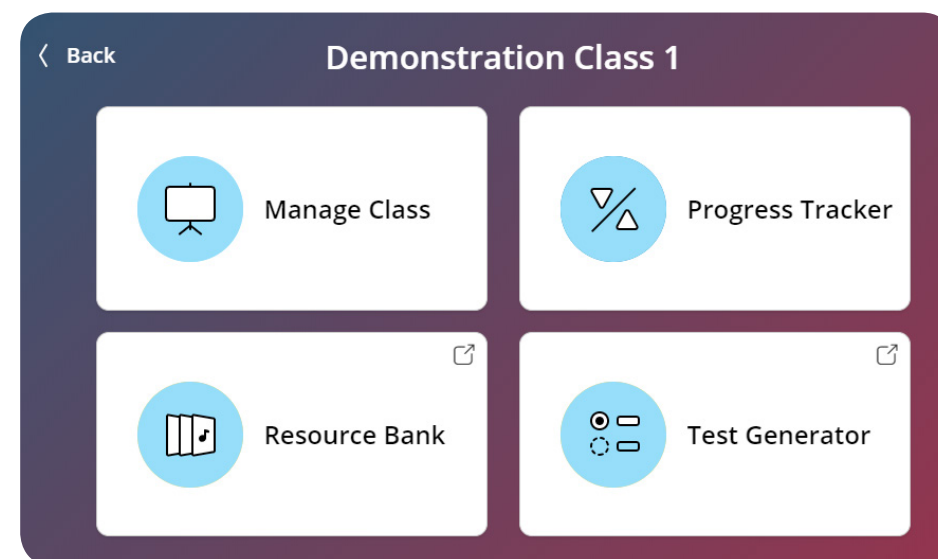 Back
Demonstration Class 1
Manage Class
Progress Tracker
Resource Bank
Test Generator